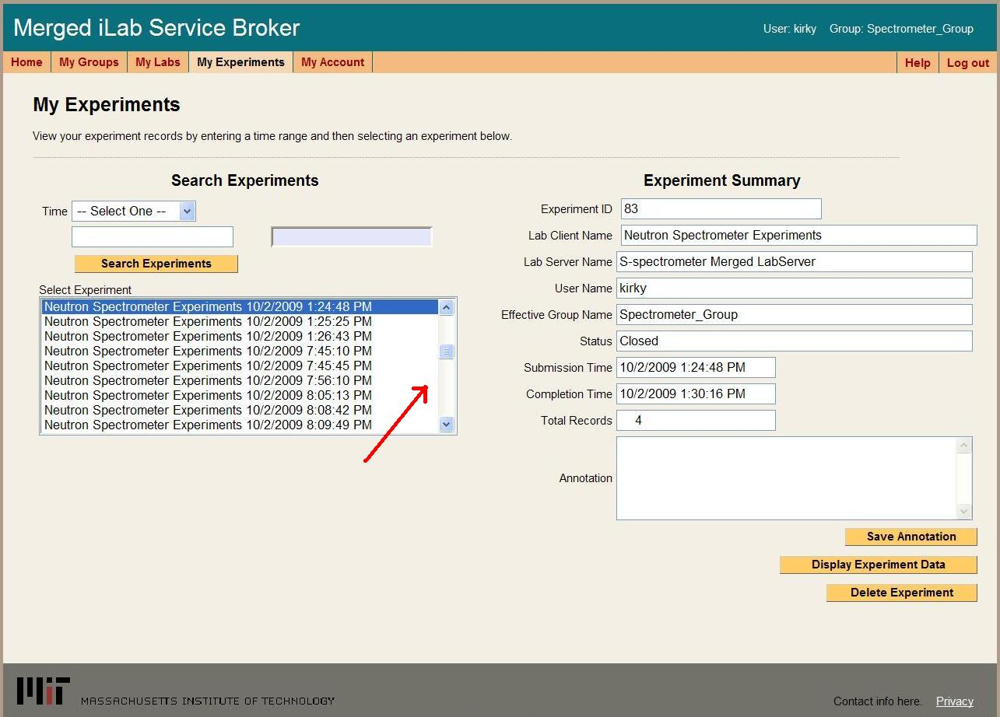 Merged iLab Service Broker
User: kirky Group: Spectrometer_Group
Home My Groups My Labs My Experiments My Account Help Log out
My Experiments
View your experiment records by entering a time range and then selecting an experiment below.
Search Experiments
Time -- Select One --
Search Experiments
Select Experiment
Neutron Spectrometer Experiments 10/2/2009 1:24:48 PM
Neutron Spectrometer Experiments 10/2/2009 1:25:25 PM
Neutron Spectrometer Experiments 10/2/2009 1:26:43 PM
Neutron Spectrometer Experiments 10/2/2009 7:45:10 PM
Neutron Spectrometer Experiments 10/2/2009 7:45:45 PM
Neutron Spectrometer Experiments 10/2/2009 7:56:10 PM
Neutron Spectrometer Experiments 10/2/2009 8:05:13 PM
Neutron Spectrometer Experiments 10/2/2009 8:08:42 PM
Neutron Spectrometer Experiments 10/2/2009 8:09:49 PM
Experiment Summary
Experiment ID 83
Lab Client Name Neutron Spectrometer Experiments
Lab Server Name S-spectrometer Merged LabServer
User Name kirky
Effective Group Name Spectrometer_Group
Status Closed
Submission Time 10/2/2009 1:24:48 PM
Completion Time 10/2/2009 1:30:16 PM
Total Records 4
Annotation
Save Annotation
Display Experiment Data
Delete Experiment
MIT MASSACHUSETTS INSTITUTE OF TECHNOLOGY
Contact info here. Privacy